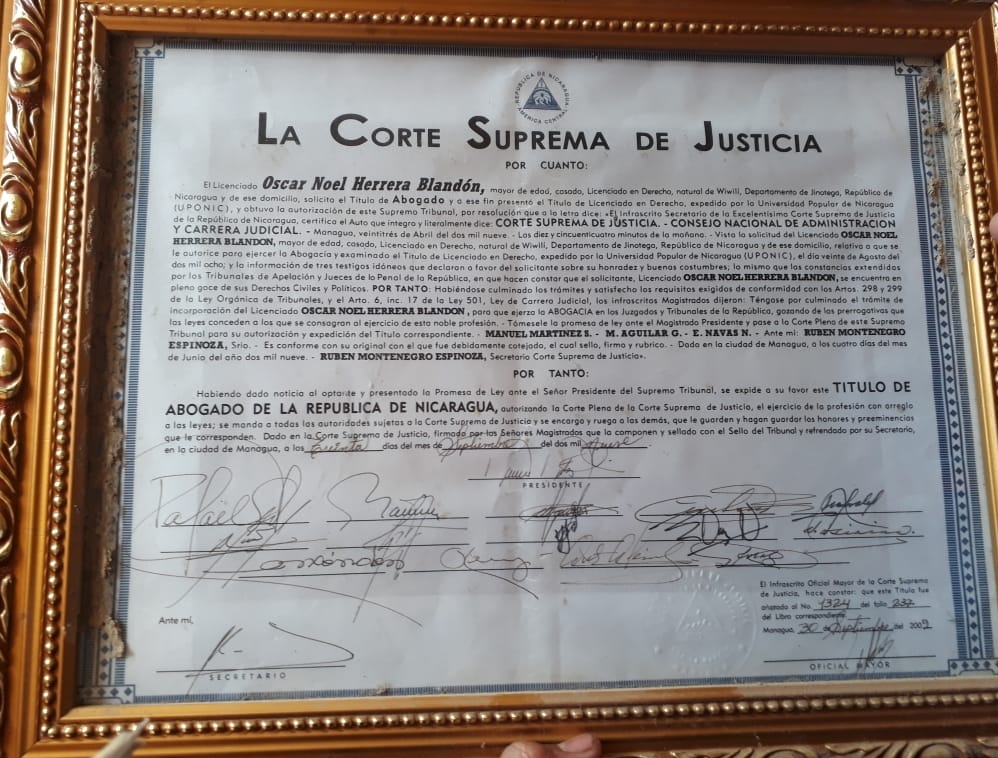 REPUBLICA DE NICARAGUA
AMERICA CENTRAL
LA CORTE SUPREMA DE JUSTICIA
POR CUANTO:
El Licenciado Oscar Noel Herrera Blandón, mayor de edad, casado, Licenciado en Derecho, natural de Wiwilí, Departamento de Jinotega, República de
Nicaragua y de ese domicilio, solicita el Título de Abogado y a ese fin presentó el Título de Licenciado en Derecho, expedido por la Universidad Popular de Nicaragua
(UPONIC), y obtuvo la autorización de este Supremo Tribunal, por resolución que a la letra dice: «El Infrascrito Secretario de la Excelentísima Corte Suprema de Justicia
de la República de Nicaragua, certifica el Auto que íntegro y literalmente dice: CORTE SUPREMA DE JUSTICIA. - CONSEJO NACIONAL DE ADMINISTRACION
Y CARRERA JUDICIAL. - Managua, veintitrés de Abril del dos mil nueve. - Las diez y cincuenticuatro minutos de la mañana. - Vista la solicitud del Licenciado OSCAR NOEL
HERRERA BLANDON, mayor de edad, casado, Licenciado en Derecho, natural de Wiwilí, Departamento de Jinotega, República de Nicaragua y de ese domicilio, relativa a que se
le autorice para ejercer la Abogacía y examinado el Título de Licenciado en Derecho, expedido por la Universidad Popular de Nicaragua (UPONIC), el día veinte de Agosto del
dos mil ocho; y la información de tres testigos idóneos que declaron a favor del solicitante sobre su honradez y buenas costumbres; lo mismo que las constancias extendidos
por los Tribunales de Apelación y Jueces de lo Penal de la República, en que hacen constar que el solicitante, Licenciado OSCAR NOEL HERRERA BLANDON, se encuentra en
pleno goce de sus Derechos Civiles y Políticos. POR TANTO: Habiéndose culminado los trámites y satisfecho los requisitos exigidos de conformidad con los Artos. 298 y 299
de la Ley Orgánica de Tribunales, y el Arto. 6, inc. 17 de la Ley 501, Ley de Carrera Judicial, los infrascritos Magistrados dijeron: Téngase por culminado el trámite de
incorporación del Licenciado OSCAR NOEL HERRERA BLANDON, para que ejerza la ABOGACIA en los Juzgados y Tribunales de la República, gozando de las prerrogativas que
las leyes conceden a los que se consagran al ejercicio de esta noble profesión. - Tómesele la promesa de ley ante el Magistrado Presidente y pase a la Corte Plena de este Supremo
Tribunal para su autorización y expedición del Título correspondiente. - MANUEL MARTINEZ S. - M. AGUILAR G. - E. NAVAS N. - Ante mi: RUBEN MONTENEGRO
ESPINOZA, Srio. - Es conforme con su original con el que fue debidamente cotejado, el cual sello, firmo y rubrico. - Dada en la ciudad de Managua, a los cuatro días del mes
de Junio del año dos mil nueve. - RUBEN MONTENEGRO ESPINOZA, Secretario Corte Suprema de Justicia».
POR TANTO:
Habiendo dado noticia al optante y presentado la Promesa de Ley ante el Señor Presidente del Supremo Tribunal, se expide a su favor este TITULO DE
ABOGADO DE LA REPUBLICA DE NICARAGUA, autorizando la Corte Plena de la Corte Suprema de Justicia, el ejercicio de la profesión con arreglo
a las leyes; se manda a todas las autoridades sujetas a la Corte Suprema de Justicia y se encarga y ruega a las demás, que le guarden y hagan guardar los honores y preeminencias
que le corresponden. Dado en la Corte Suprema de Justicia, firmado por los Señores Magistrados que la componen y sellado con el Sello del Tribunal y refrendado por su Secretario,
en la ciudad de Managua, a los treinta días del mes de Septiembre del dos mil nueve.
PRESIDENTE
El Infrascrito Oficial Mayor de la Corte Suprema
de Justicia, hace constar: que este Título fue
anotado al No. 1324 del folio 237
del Libro correspondiente
Managua, 30 de Septiembre del 2009
Ante mi,
SECRETARIO
OFICIAL MAYOR